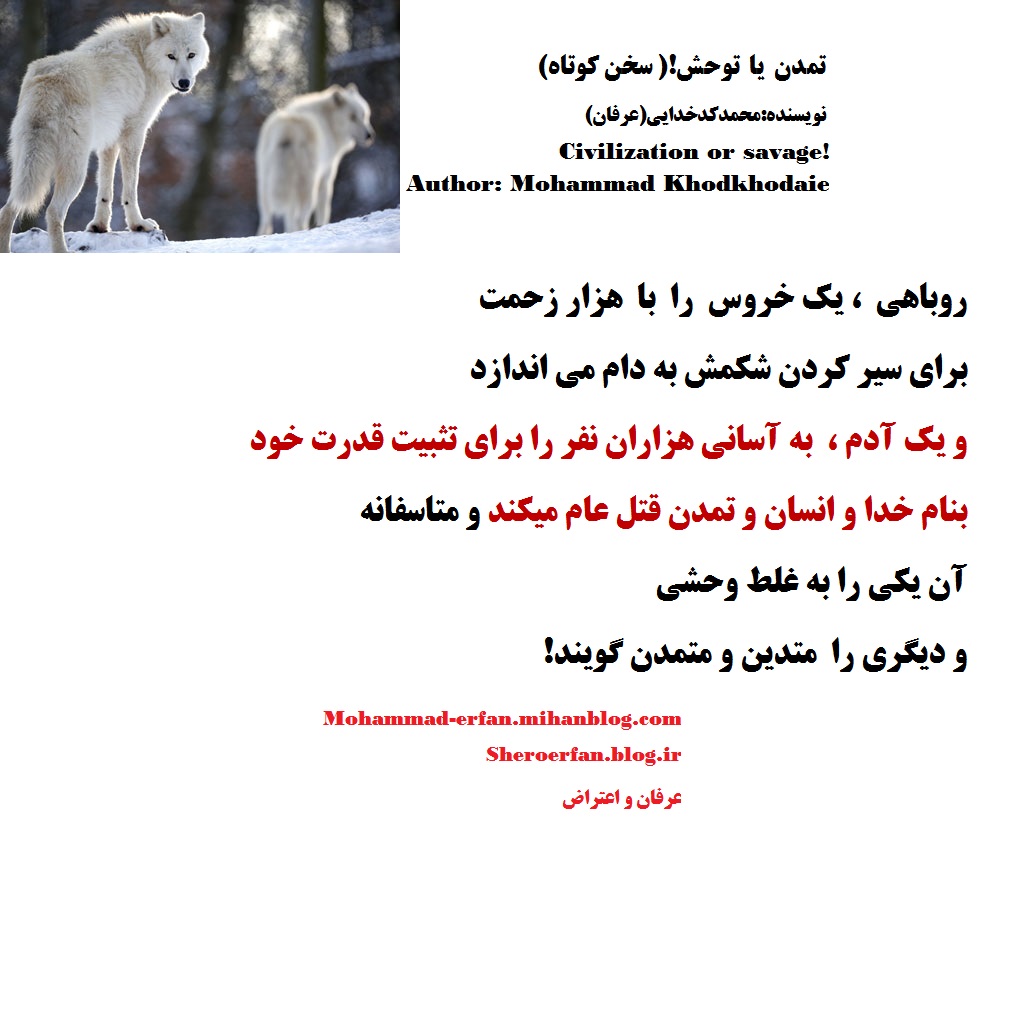 تمدن یا توحش!( سخن کوتاه)
نویسنده:محمدکدخدایی(عرفان)
Civilization or savage!
Author: Mohammad Khodkhodaie
روباهی ، یک خروس را با هزار زحمت
برای سیر کردن شکمش به دام می اندازد
و یک آدم ، به آسانی هزاران نفر را برای تثبیت قدرت خود
بنام خدا و انسان و تمدن قتل عام میکند و متاسفانه
آن یکی را به غلط وحشی
و دیگری را متدین و متمدن گویند!
Mohammad-erfan.mihanblog.com
Sheroerfan.blog.ir
عرفان و اعتراض